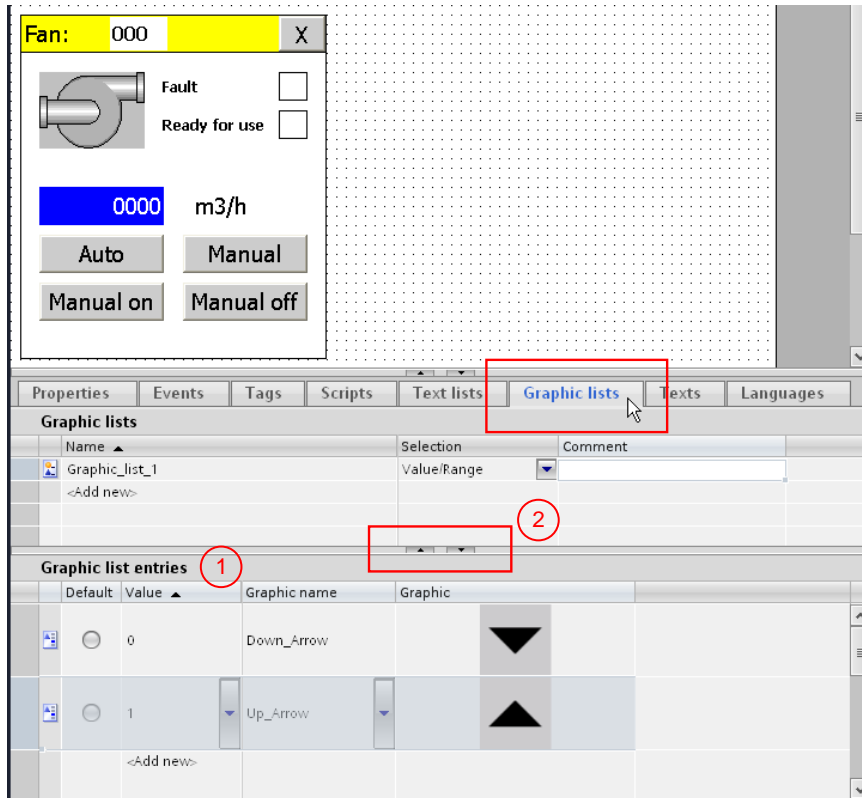 Fan: 000 X
Fault
Ready for use
0000 m3/h
Auto Manual
Manual on Manual off
Properties Events Tags Scripts Text lists Graphic lists Texts Languages
Graphic lists
Name Selection Comment
Graphic_list_1 Value/Range
<Add new>
2
Graphic list entries 1
Default Value Graphic name Graphic
0 Down_Arrow
1 Up_Arrow
<Add new>